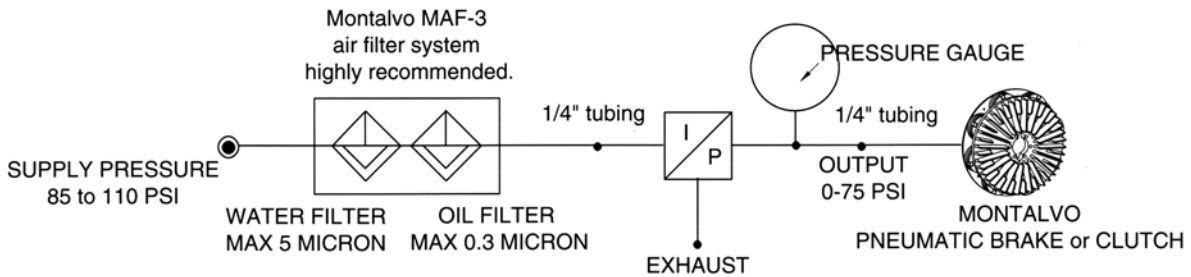 Montalvo MAF-3
air filter system
highly recommended.
PRESSURE GAUGE
1/4" tubing
1/4" tubing
I
P
SUPPLY PRESSURE
85 to 110 PSI
OUTPUT
0-75 PSI
WATER FILTER
MAX 5 MICRON
OIL FILTER
MAX 0.3 MICRON
MONTALVO
PNEUMATIC BRAKE or CLUTCH
EXHAUST